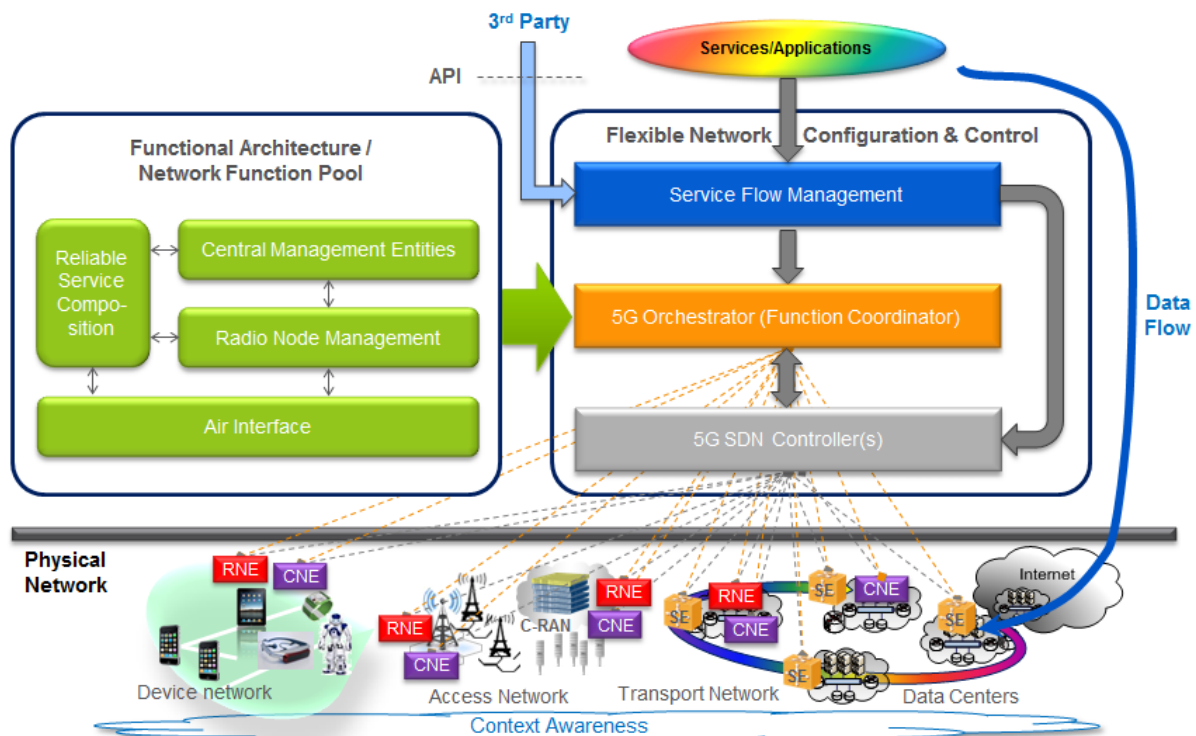 3rd Party
Services/Applications
API
Functional Architecture /
Network Function Pool
Reliable
Service
Compo-
sition
Central Management Entities
Radio Node Management
Air Interface
Flexible Network Configuration & Control
Service Flow Management
5G Orchestrator (Function Coordinator)
5G SDN Controller(s)
Data
Flow
Physical
Network
RNE
CNE
Device network
RNE
CNE
C-RAN
RNE
CNE
Access Network
RNE
CNE
SE
SE
CNE
SE
SE
Internet
Transport Network
Data Centers
Context Awareness